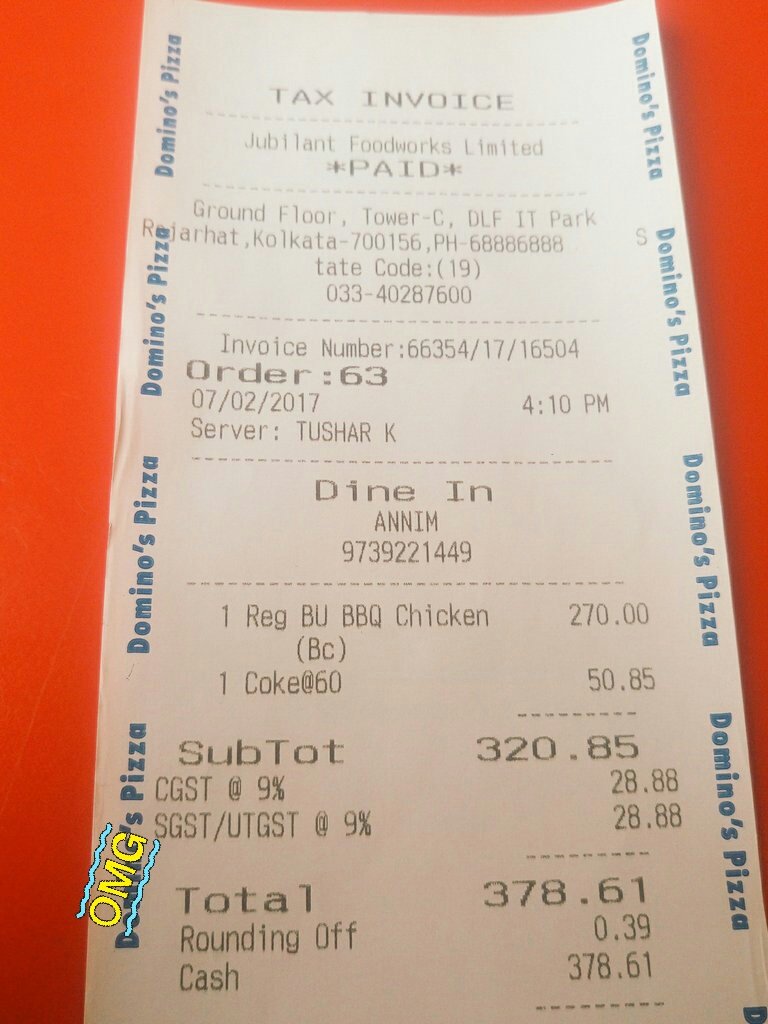 TAX INVOICE
Jubilant Foodworks Limited
*PAID*
Ground Floor, Tower-C, DLF IT Park
Rajarhat,Kolkata-700156,PH-68886888 S
tate Code:(19)
033-40287600
Invoice Number:66354/17/16504
Order:63
07/02/2017 4:10 PM
Server: TUSHAR K
Dine In
ANNIM
9739221449
1 Reg BU BBQ Chicken 270.00
(Bc)
1 Coke@60 50.85
SubTot 320.85
CGST @ 9% 28.88
SGST/UTGST @ 9% 28.88
Total 378.61
Rounding Off 0.39
Cash 378.61
Domino's Pizza
Domino's Pizza
Domino's Pizza
Domino's Pizza
Domino's Pizza
Domino's Pizza
Domino's Pizza
Domino's Pizza
OMG